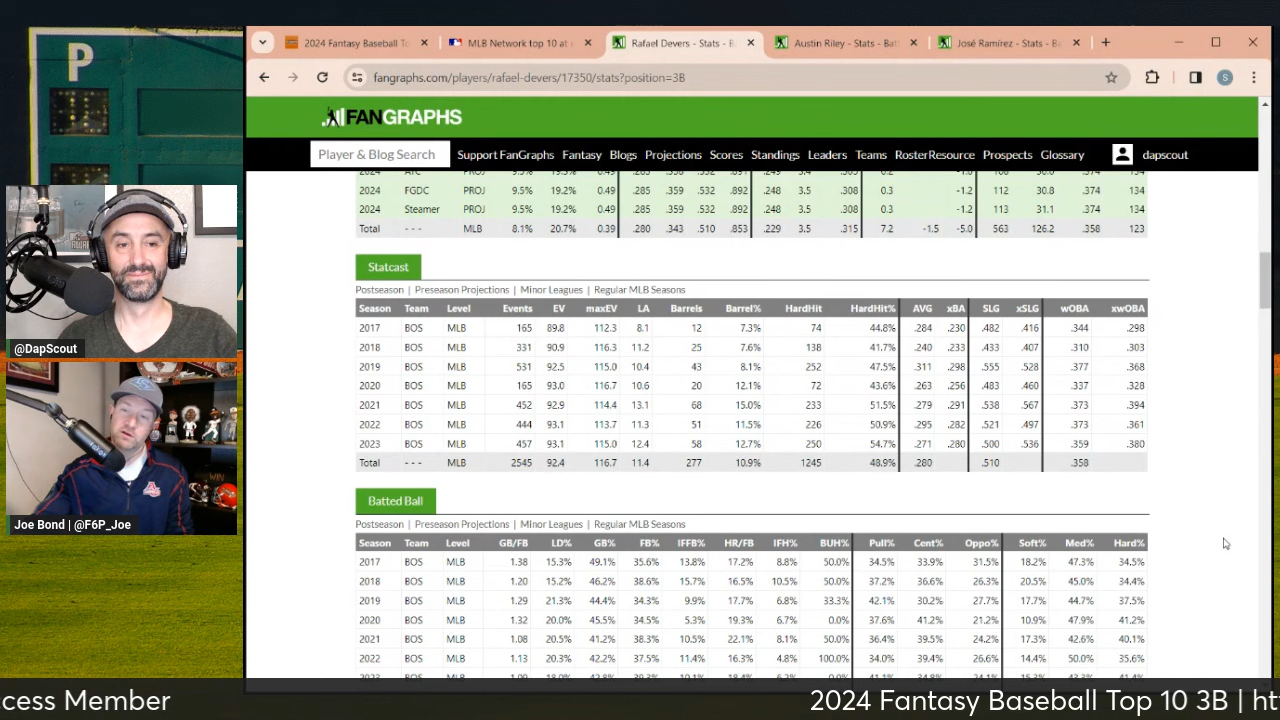 P
2024 Fantasy Baseball To
MLB Network top 10 at
Rafael Devers - Stats - B
Austin Riley - Stats - Bat
José Ramírez - Stats - Ba
fangraphs.com/players/rafael-devers/17350/stats?position=3B
S
FANGRAPHS
Player & Blog Search Support FanGraphs Fantasy Blogs Projections Scores Standings Leaders Teams RosterResource Prospects Glossary dapscout
2024 FGDC PROJ 9.5% 19.2% 0.49 .285 .359 .532 .892 .248 3.5 .308 0.3 -1.2 112 30.8 .374 134
2024 Steamer PROJ 9.5% 19.2% 0.49 .285 .359 .532 .892 .248 3.5 .308 0.3 -1.2 113 31.1 .374 134
Total - - - MLB 8.1% 20.7% 0.39 .280 .343 .510 .853 .229 3.5 .315 7.2 -1.5 -5.0 563 126.2 .358 123
Statcast
Postseason | Preseason Projections | Minor Leagues | Regular MLB Seasons
Season Team Level Events EV maxEV LA Barrels Barrel% HardHit HardHit% AVG xBA SLG xSLG wOBA xwOBA
2017 BOS MLB 165 89.8 112.3 8.1 12 7.3% 74 44.8% .284 .230 .482 .416 .344 .298
2018 BOS MLB 331 90.9 116.3 11.2 25 7.6% 138 41.7% .240 .233 .433 .407 .310 .303
2019 BOS MLB 531 92.5 115.0 10.4 43 8.1% 252 47.5% .311 .298 .555 .528 .377 .368
2020 BOS MLB 165 93.0 116.7 10.6 20 12.1% 72 43.6% .263 .256 .483 .460 .337 .328
2021 BOS MLB 452 92.9 114.4 13.1 68 15.0% 233 51.5% .279 .291 .538 .567 .373 .394
2022 BOS MLB 444 93.1 113.7 11.3 51 11.5% 226 50.9% .295 .282 .521 .497 .373 .361
2023 BOS MLB 457 93.1 115.0 12.4 58 12.7% 250 54.7% .271 .280 .500 .536 .359 .380
Total - - - MLB 2545 92.4 116.7 11.4 277 10.9% 1245 48.9% .280 .510 .358
Batted Ball
Postseason | Preseason Projections | Minor Leagues | Regular MLB Seasons
Season Team Level GB/FB LD% GB% FB% IFFB% HR/FB IFH% BUH% Pull% Cent% Oppo% Soft% Med% Hard%
2017 BOS MLB 1.38 15.3% 49.1% 35.6% 13.8% 17.2% 8.8% 50.0% 34.5% 33.9% 31.5% 18.2% 47.3% 34.5%
2018 BOS MLB 1.20 15.2% 46.2% 38.6% 15.7% 16.5% 10.5% 50.0% 37.2% 36.6% 26.3% 20.5% 45.0% 34.4%
2019 BOS MLB 1.29 21.3% 44.4% 34.3% 9.9% 17.7% 6.8% 33.3% 42.1% 30.2% 27.7% 17.7% 44.7% 37.5%
2020 BOS MLB 1.32 20.0% 45.5% 34.5% 5.3% 19.3% 6.7% 0.0% 37.6% 41.2% 21.2% 10.9% 47.9% 41.2%
2021 BOS MLB 1.08 20.5% 41.2% 38.3% 10.5% 22.1% 8.1% 50.0% 36.4% 39.5% 24.2% 17.3% 42.6% 40.1%
2022 BOS MLB 1.13 20.3% 42.2% 37.5% 11.4% 16.3% 4.8% 100.0% 34.0% 39.4% 26.6% 14.4% 50.0% 35.6%
@DapScout
Joe Bond | @F6P_Joe
cess Member
2024 Fantasy Baseball Top 10 3B | ht